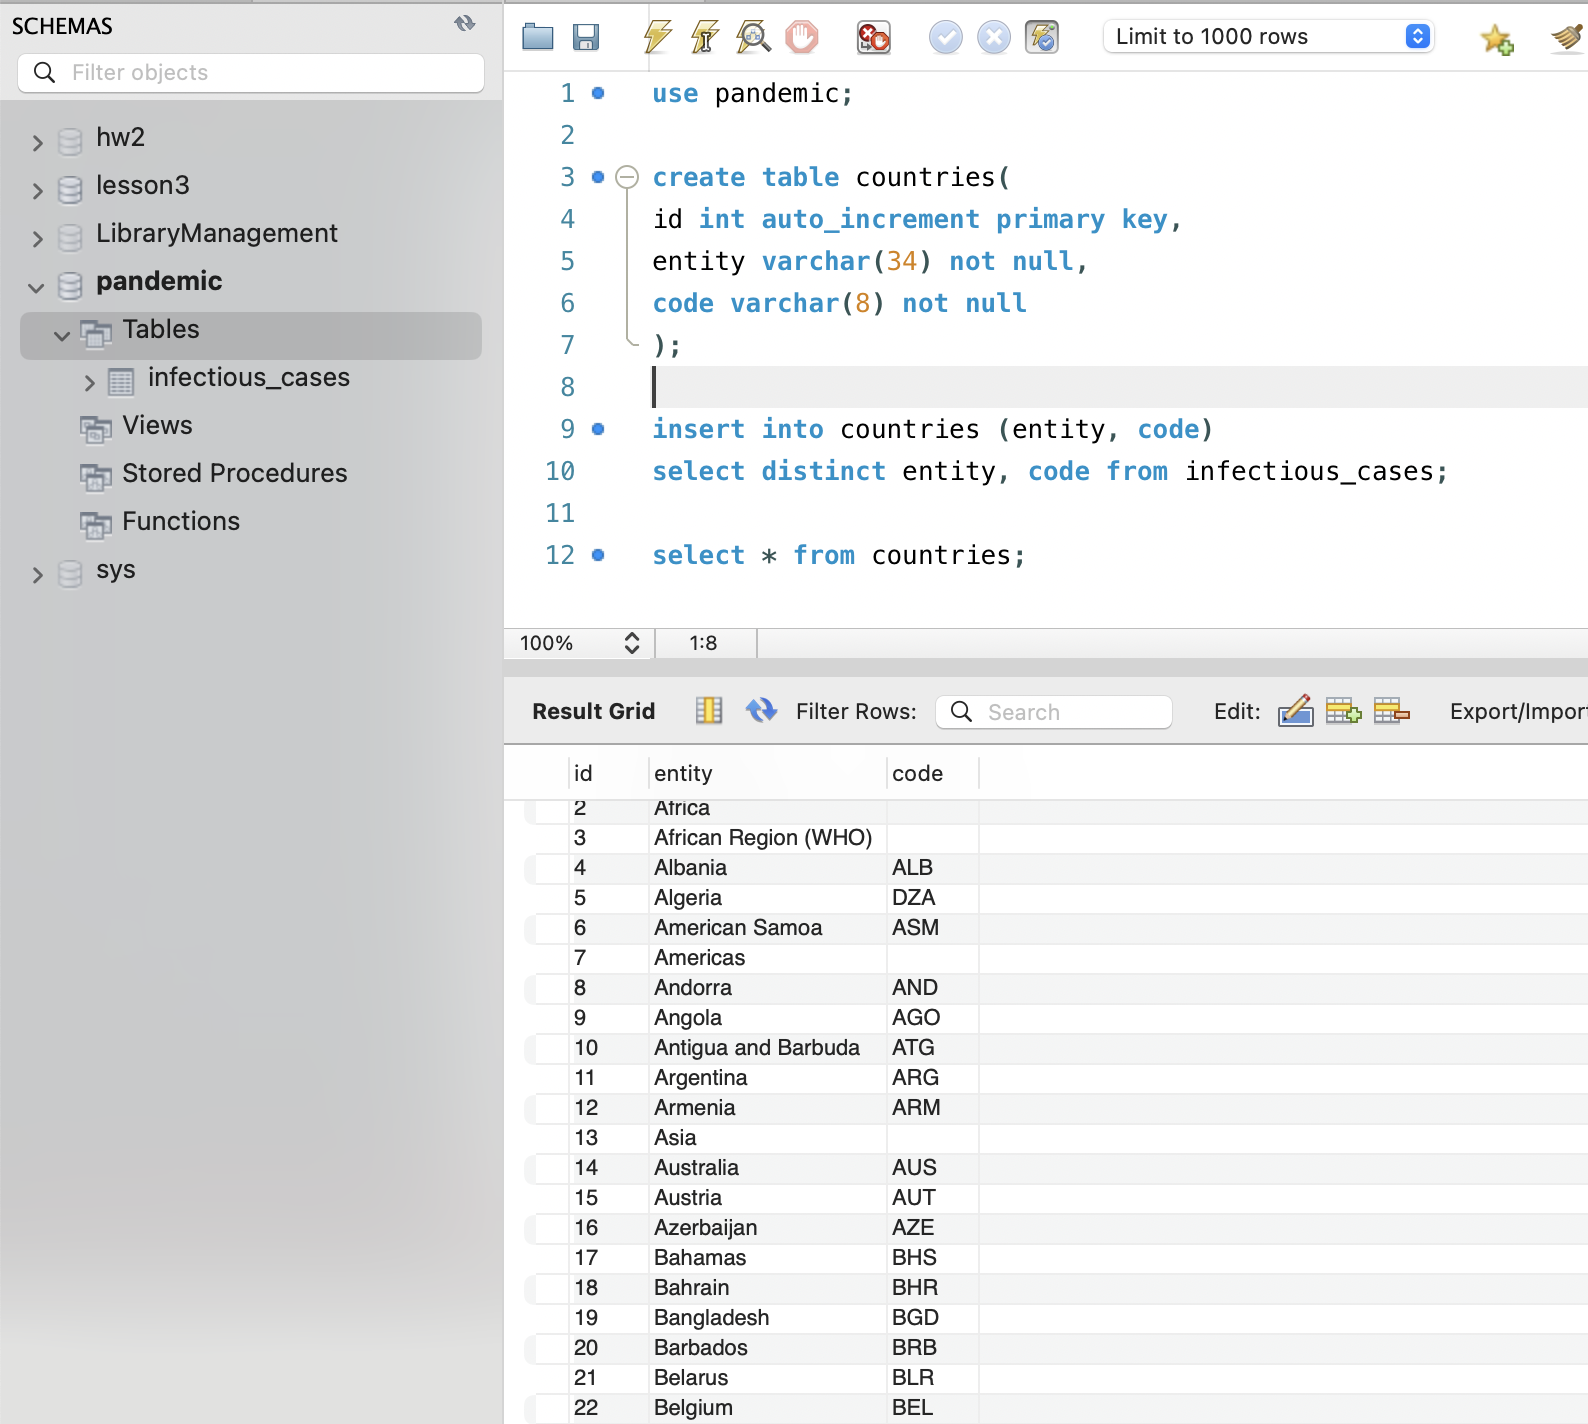 SCHEMAS
Filter objects
hw2
lesson3
LibraryManagement
pandemic
Tables
infectious_cases
Views
Stored Procedures
Functions
sys
Limit to 1000 rows
1 use pandemic;
2
3 create table countries(
4 id int auto_increment primary key,
5 entity varchar(34) not null,
6 code varchar(8) not null
7 );
8
9 insert into countries (entity, code)
10 select distinct entity, code from infectious_cases;
11
12 select * from countries;
100% 1:8
Result Grid Filter Rows: Search Edit: Export/Import
id entity code
2 Africa
3 African Region (WHO)
4 Albania ALB
5 Algeria DZA
6 American Samoa ASM
7 Americas
8 Andorra AND
9 Angola AGO
10 Antigua and Barbuda ATG
11 Argentina ARG
12 Armenia ARM
13 Asia
14 Australia AUS
15 Austria AUT
16 Azerbaijan AZE
17 Bahamas BHS
18 Bahrain BHR
19 Bangladesh BGD
20 Barbados BRB
21 Belarus BLR
22 Belgium BEL